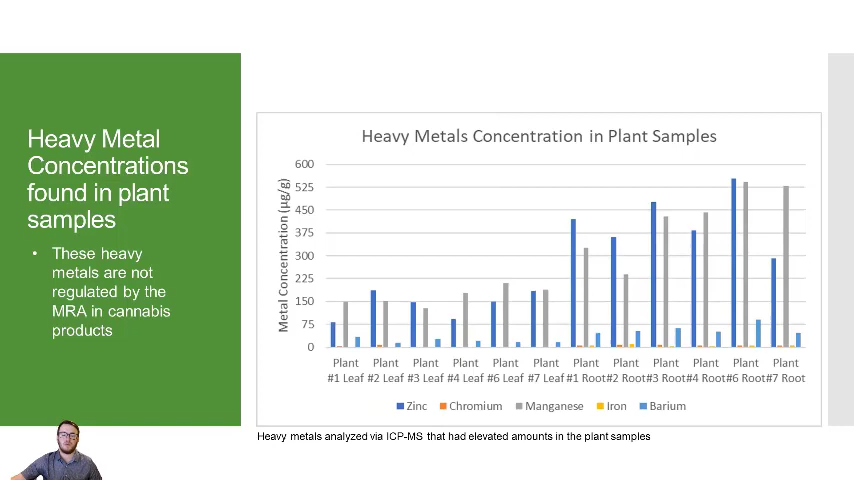 Heavy Metal
Concentrations
found in plant
samples
• These heavy
metals are not
regulated by the
MRA in cannabis
products
Heavy Metals Concentration in Plant Samples
Metal Concentration (µg/g)
600
525
450
375
300
225
150
75
0
Plant #1 Leaf
Plant #2 Leaf
Plant #3 Leaf
Plant #4 Leaf
Plant #6 Leaf
Plant #7 Leaf
Plant #1 Root
Plant #2 Root
Plant #3 Root
Plant #4 Root
Plant #6 Root
Plant #7 Root
Zinc Chromium Manganese Iron Barium
Heavy metals analyzed via ICP-MS that had elevated amounts in the plant samples